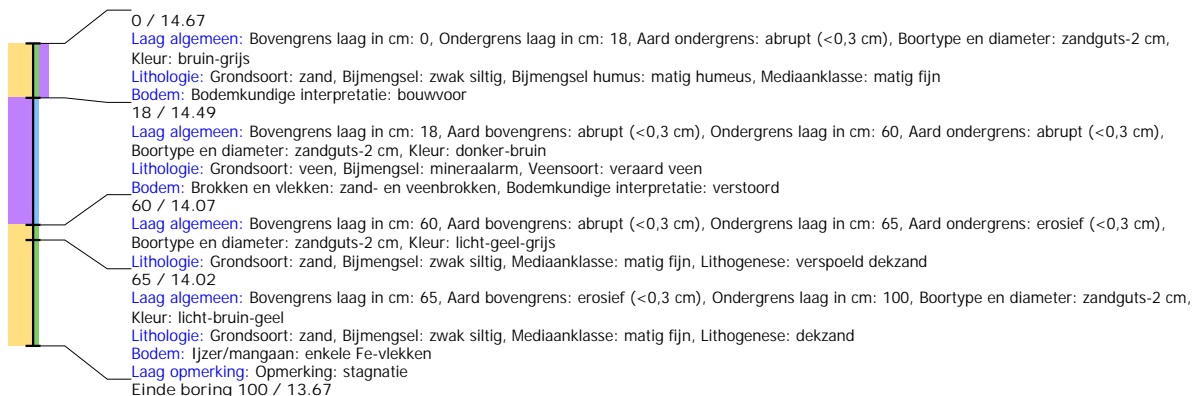 0 / 14.67
Laag algemeen: Bovengrens laag in cm: 0, Ondergrens laag in cm: 18, Aard ondergrens: abrupt (<0,3 cm), Boortype en diameter: zandguts-2 cm,
Kleur: bruin-grijs
Lithologie: Grondsoort: zand, Bijmengsel: zwak siltig, Bijmengsel humus: matig humeus, Mediaanklasse: matig fijn
Bodem: Bodemkundige interpretatie: bouwvoor
18 / 14.49
Laag algemeen: Bovengrens laag in cm: 18, Aard bovengrens: abrupt (<0,3 cm), Ondergrens laag in cm: 60, Aard ondergrens: abrupt (<0,3 cm),
Boortype en diameter: zandguts-2 cm, Kleur: donker-bruin
Lithologie: Grondsoort: veen, Bijmengsel: mineraalarm, Veensoort: veraard veen
Bodem: Brokken en vlekken: zand- en veenbrokken, Bodemkundige interpretatie: verstoord
60 / 14.07
Laag algemeen: Bovengrens laag in cm: 60, Aard bovengrens: abrupt (<0,3 cm), Ondergrens laag in cm: 65, Aard ondergrens: erosief (<0,3 cm),
Boortype en diameter: zandguts-2 cm, Kleur: licht-geel-grijs
Lithologie: Grondsoort: zand, Bijmengsel: zwak siltig, Mediaanklasse: matig fijn, Lithogenese: verspoeld dekzand
65 / 14.02
Laag algemeen: Bovengrens laag in cm: 65, Aard bovengrens: erosief (<0,3 cm), Ondergrens laag in cm: 100, Boortype en diameter: zandguts-2 cm,
Kleur: licht-bruin-geel
Lithologie: Grondsoort: zand, Bijmengsel: zwak siltig, Mediaanklasse: matig fijn, Lithogenese: dekzand
Bodem: Ijzer/mangaan: enkele Fe-vlekken
Laag opmerking: Opmerking: stagnatie
Einde boring 100 / 13.67